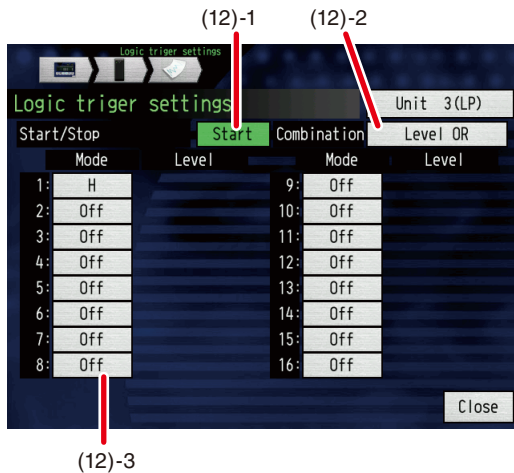 (12)-1 (12)-2
Logic triger settings
Logic triger settings Unit 3(LP)
Start/Stop Start Combination Level OR
Mode Level Mode Level
1: H 9: Off
2: Off 10: Off
3: Off 11: Off
4: Off 12: Off
5: Off 13: Off
6: Off 14: Off
7: Off 15: Off
8: Off 16: Off
Close
(12)-3